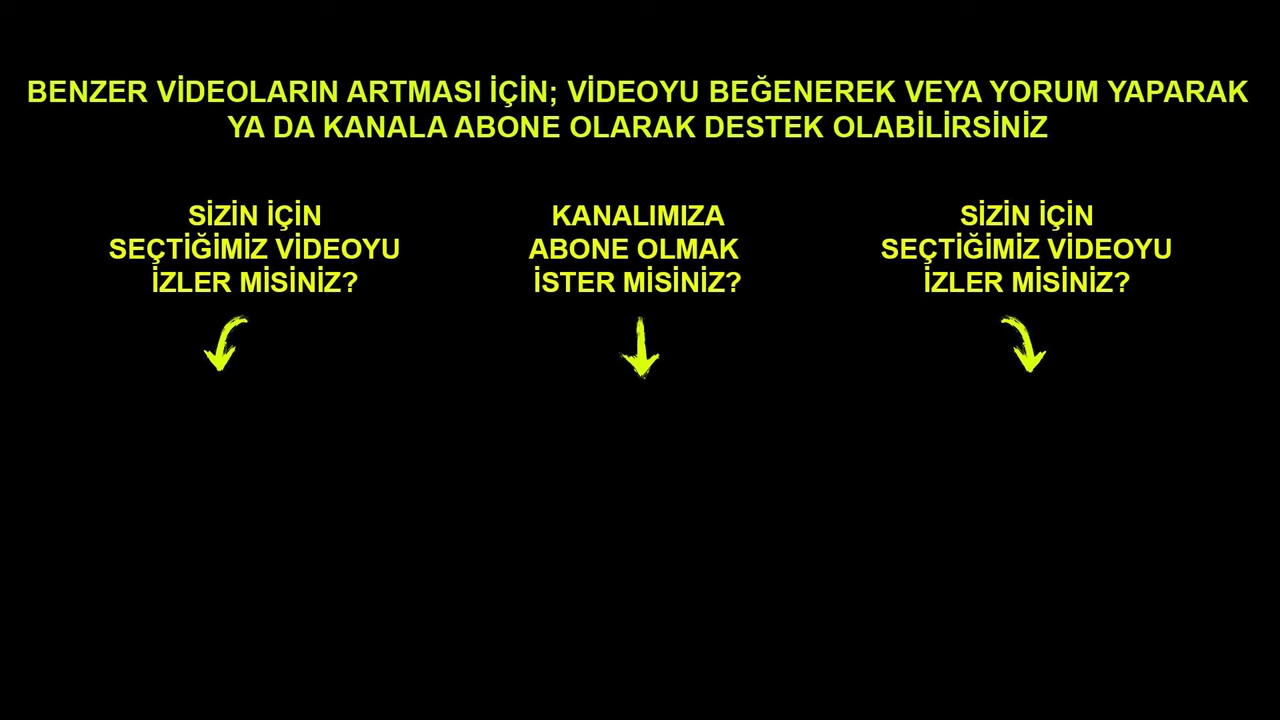 BENZER VİDEOLARIN ARTMASI İÇİN; VİDEOYU BEĞENEREK VEYA YORUM YAPARAK
YA DA KANALA ABONE OLARAK DESTEK OLABİLİRSİNİZ
SİZİN İÇİN
SEÇTİĞİMİZ VİDEOYU
İZLER MİSİNİZ?
KANALIMIZA
ABONE OLMAK
İSTER MİSİNİZ?
SİZİN İÇİN
SEÇTİĞİMİZ VİDEOYU
İZLER MİSİNİZ?